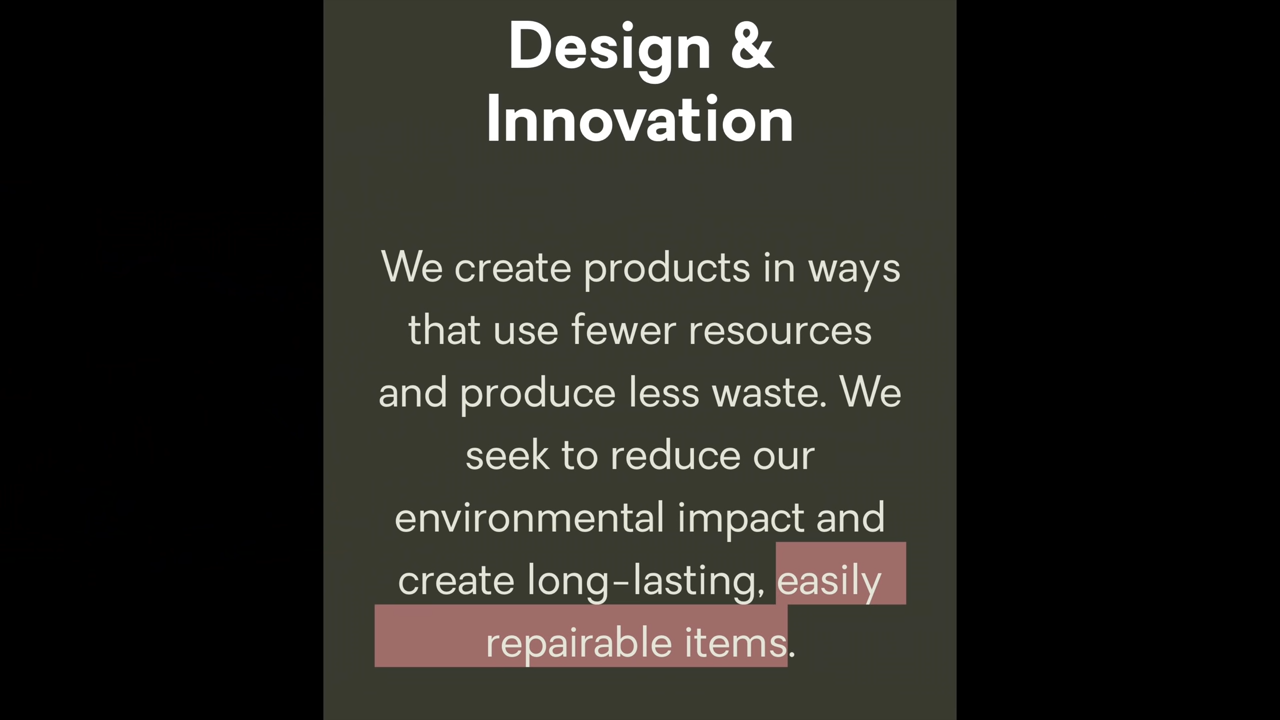 Design &
Innovation
We create products in ways
that use fewer resources
and produce less waste. We
seek to reduce our
environmental impact and
create long-lasting, easily
repairable items.